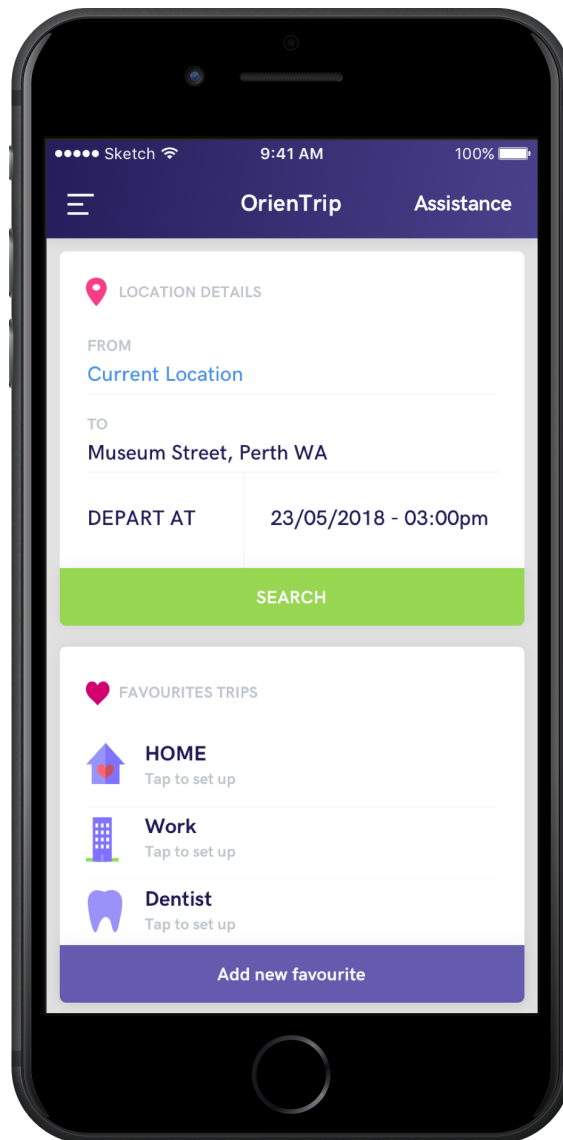 Sketch 9:41 AM 100%
OrienTrip Assistance
LOCATION DETAILS
FROM
Current Location
TO
Museum Street, Perth WA
DEPART AT 23/05/2018 - 03:00pm
SEARCH
FAVOURITES TRIPS
HOME
Tap to set up
Work
Tap to set up
Dentist
Tap to set up
Add new favourite